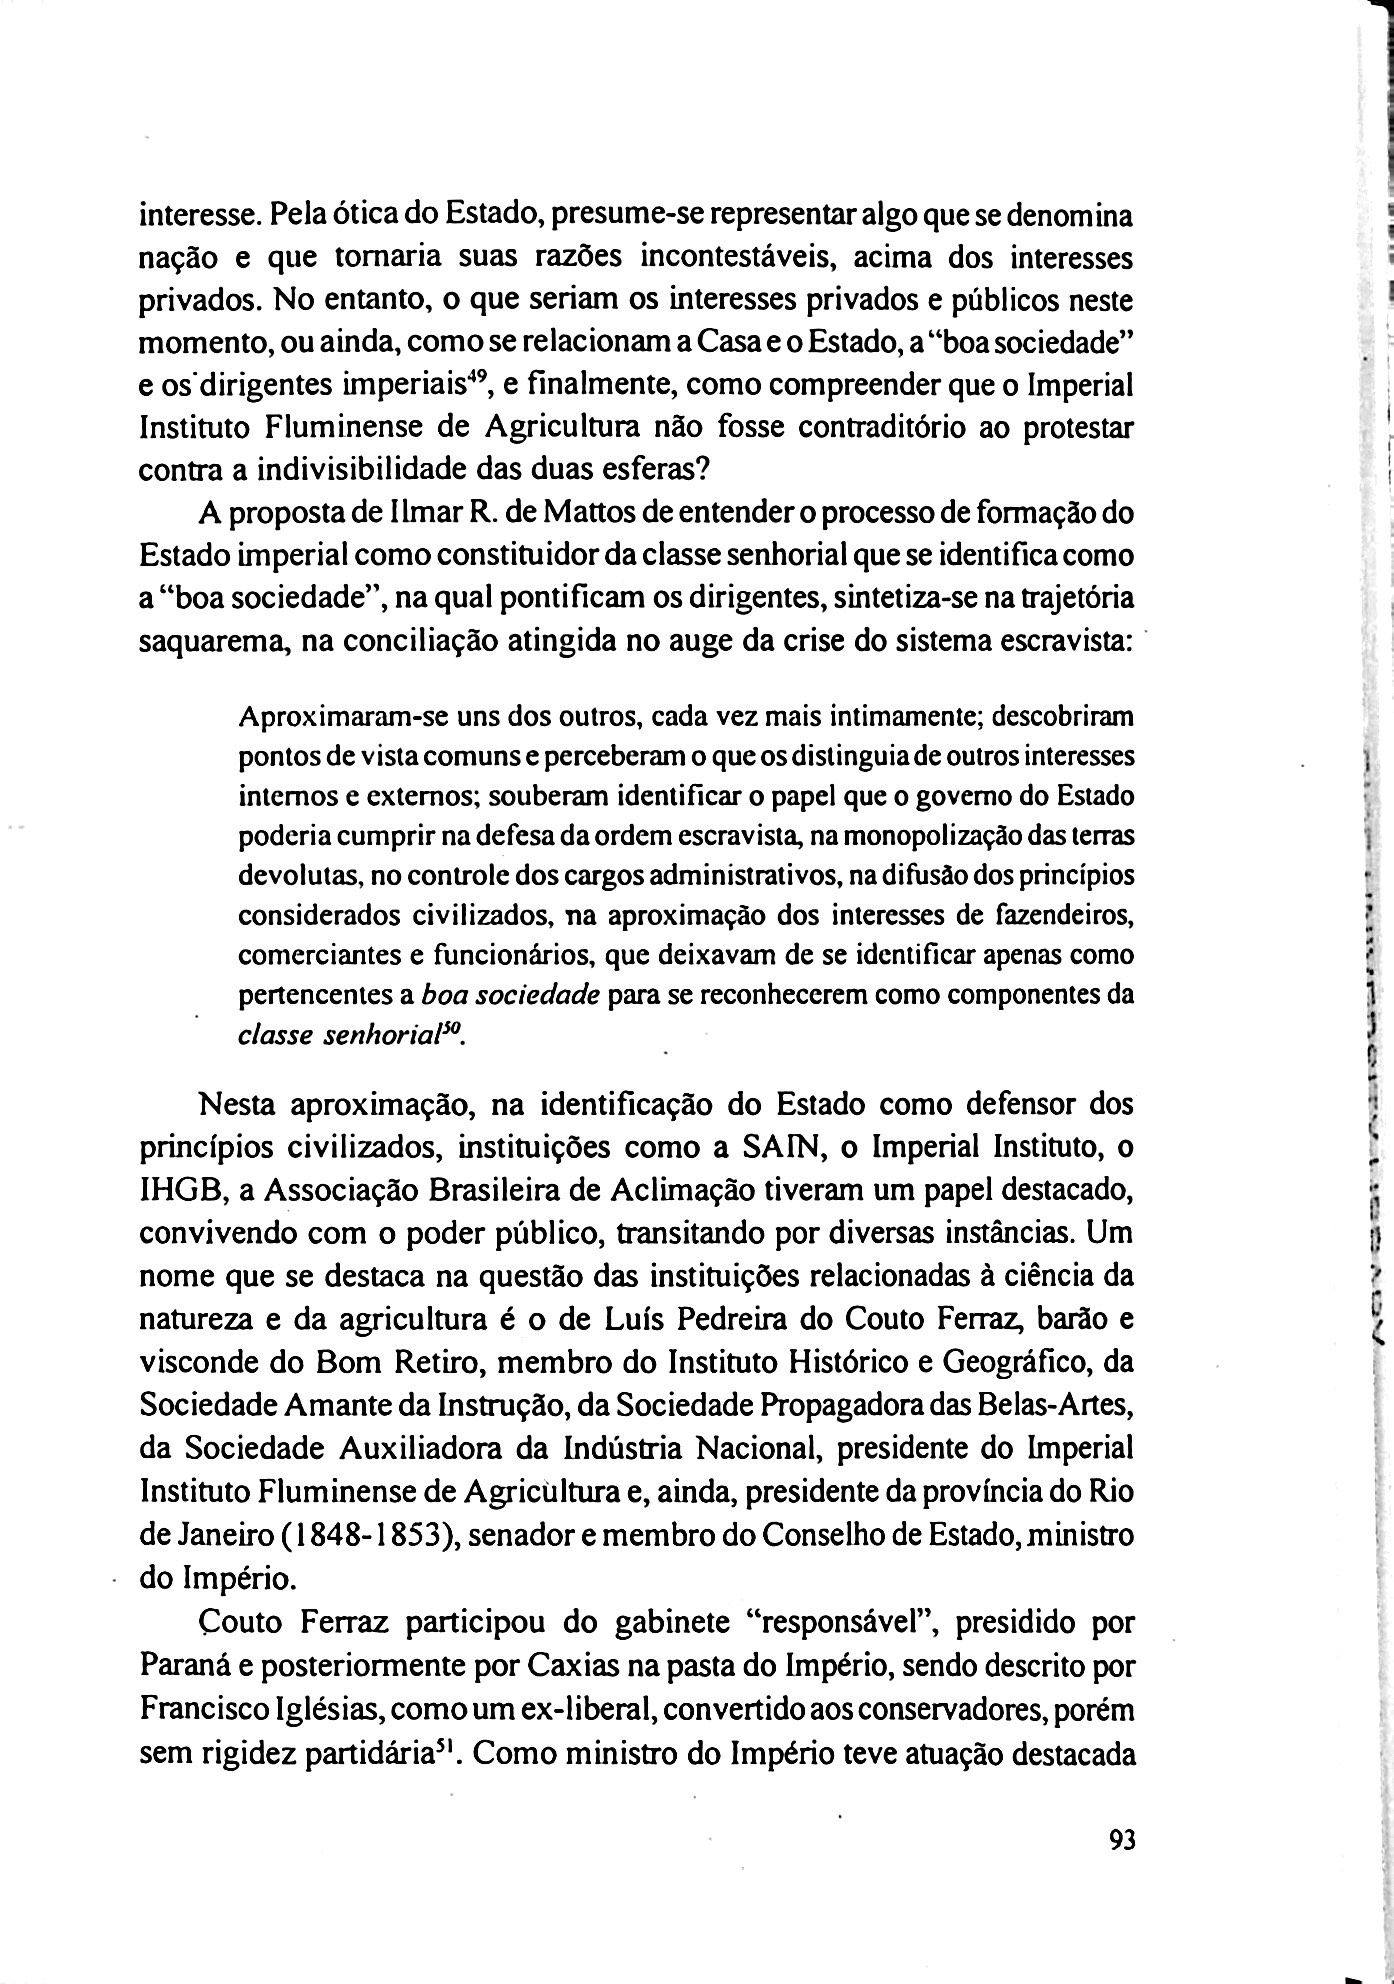 interesse. Pela ótica do Estado, presume-se representar algo que se denomina
nação e que tornaria suas razões incontestáveis, acima dos interesses
privados. No entanto, o que seriam os interesses privados e públicos neste
momento, ou ainda, como se relacionam a Casa e o Estado, a “boa sociedade”
e os dirigentes imperiais⁴⁹, e finalmente, como compreender que o Imperial
Instituto Fluminense de Agricultura não fosse contraditório ao protestar
contra a indivisibilidade das duas esferas?
A proposta de Ilmar R. de Mattos de entender o processo de formação do
Estado imperial como constituidor da classe senhorial que se identifica como
a “boa sociedade”, na qual pontificam os dirigentes, sintetiza-se na trajetória
saquarema, na conciliação atingida no auge da crise do sistema escravista:
Aproximaram-se uns dos outros, cada vez mais intimamente; descobriram
pontos de vista comuns e perceberam o que os distinguia de outros interesses
internos e externos; souberam identificar o papel que o governo do Estado
poderia cumprir na defesa da ordem escravista, na monopolização das terras
devolutas, no controle dos cargos administrativos, na difusão dos princípios
considerados civilizados, na aproximação dos interesses de fazendeiros,
comerciantes e funcionários, que deixavam de se identificar apenas como
pertencentes a boa sociedade para se reconhecerem como componentes da
classe senhorial⁵⁰.
Nesta aproximação, na identificação do Estado como defensor dos
princípios civilizados, instituições como a SAIN, o Imperial Instituto, o
IHGB, a Associação Brasileira de Aclimação tiveram um papel destacado,
convivendo com o poder público, transitando por diversas instâncias. Um
nome que se destaca na questão das instituições relacionadas à ciência da
natureza e da agricultura é o de Luís Pedreira do Couto Ferraz, barão e
visconde do Bom Retiro, membro do Instituto Histórico e Geográfico, da
Sociedade Amante da Instrução, da Sociedade Propagadora das Belas-Artes,
da Sociedade Auxiliadora da Indústria Nacional, presidente do Imperial
Instituto Fluminense de Agricultura e, ainda, presidente da província do Rio
de Janeiro (1848-1853), senador e membro do Conselho de Estado, ministro
do Império.
Couto Ferraz participou do gabinete “responsável”, presidido por
Paraná e posteriormente por Caxias na pasta do Império, sendo descrito por
Francisco Iglésias, como um ex-liberal, convertido aos conservadores, porém
sem rigidez partidária⁵¹. Como ministro do Império teve atuação destacada
93